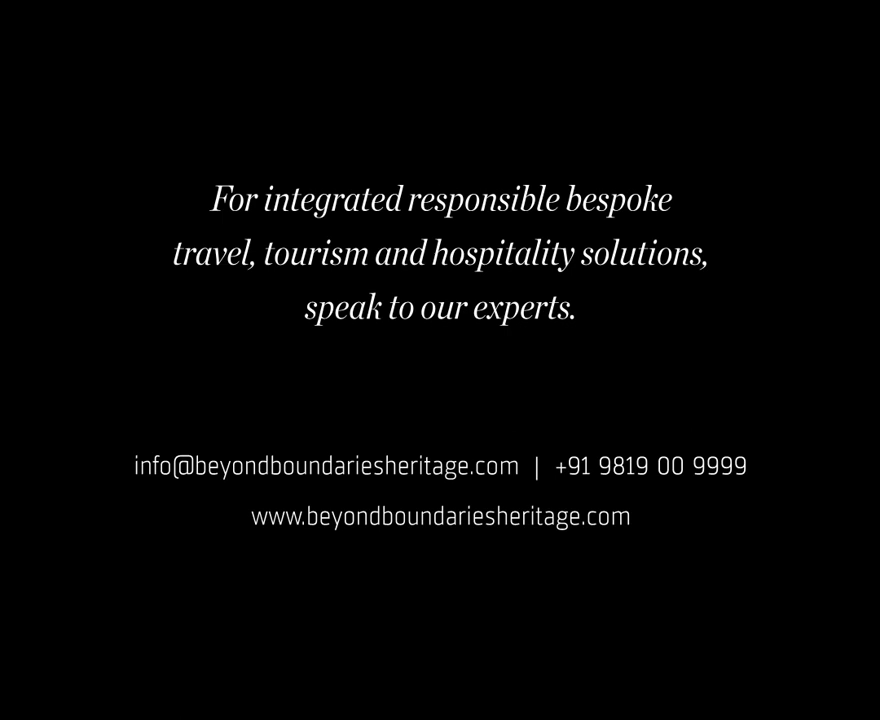 For integrated responsible bespoke
travel, tourism and hospitality solutions,
speak to our experts.
info@beyondboundariesheritage.com | +91 9819 00 9999
www.beyondboundariesheritage.com